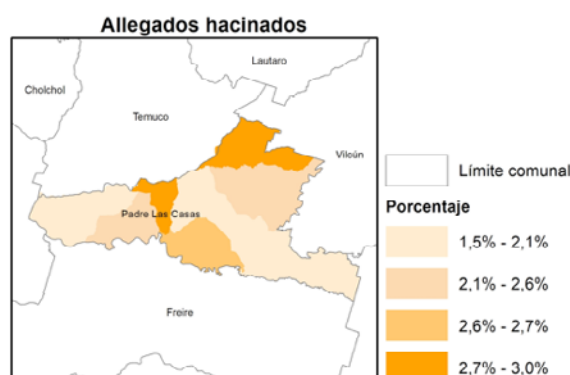 Allegados hacinados
Lautaro
Cholchol
Temuco
Vilcún
Padre Las Casas
Freire
Límite comunal
Porcentaje
1,5% - 2,1%
2,1% - 2,6%
2,6% - 2,7%
2,7% - 3,0%